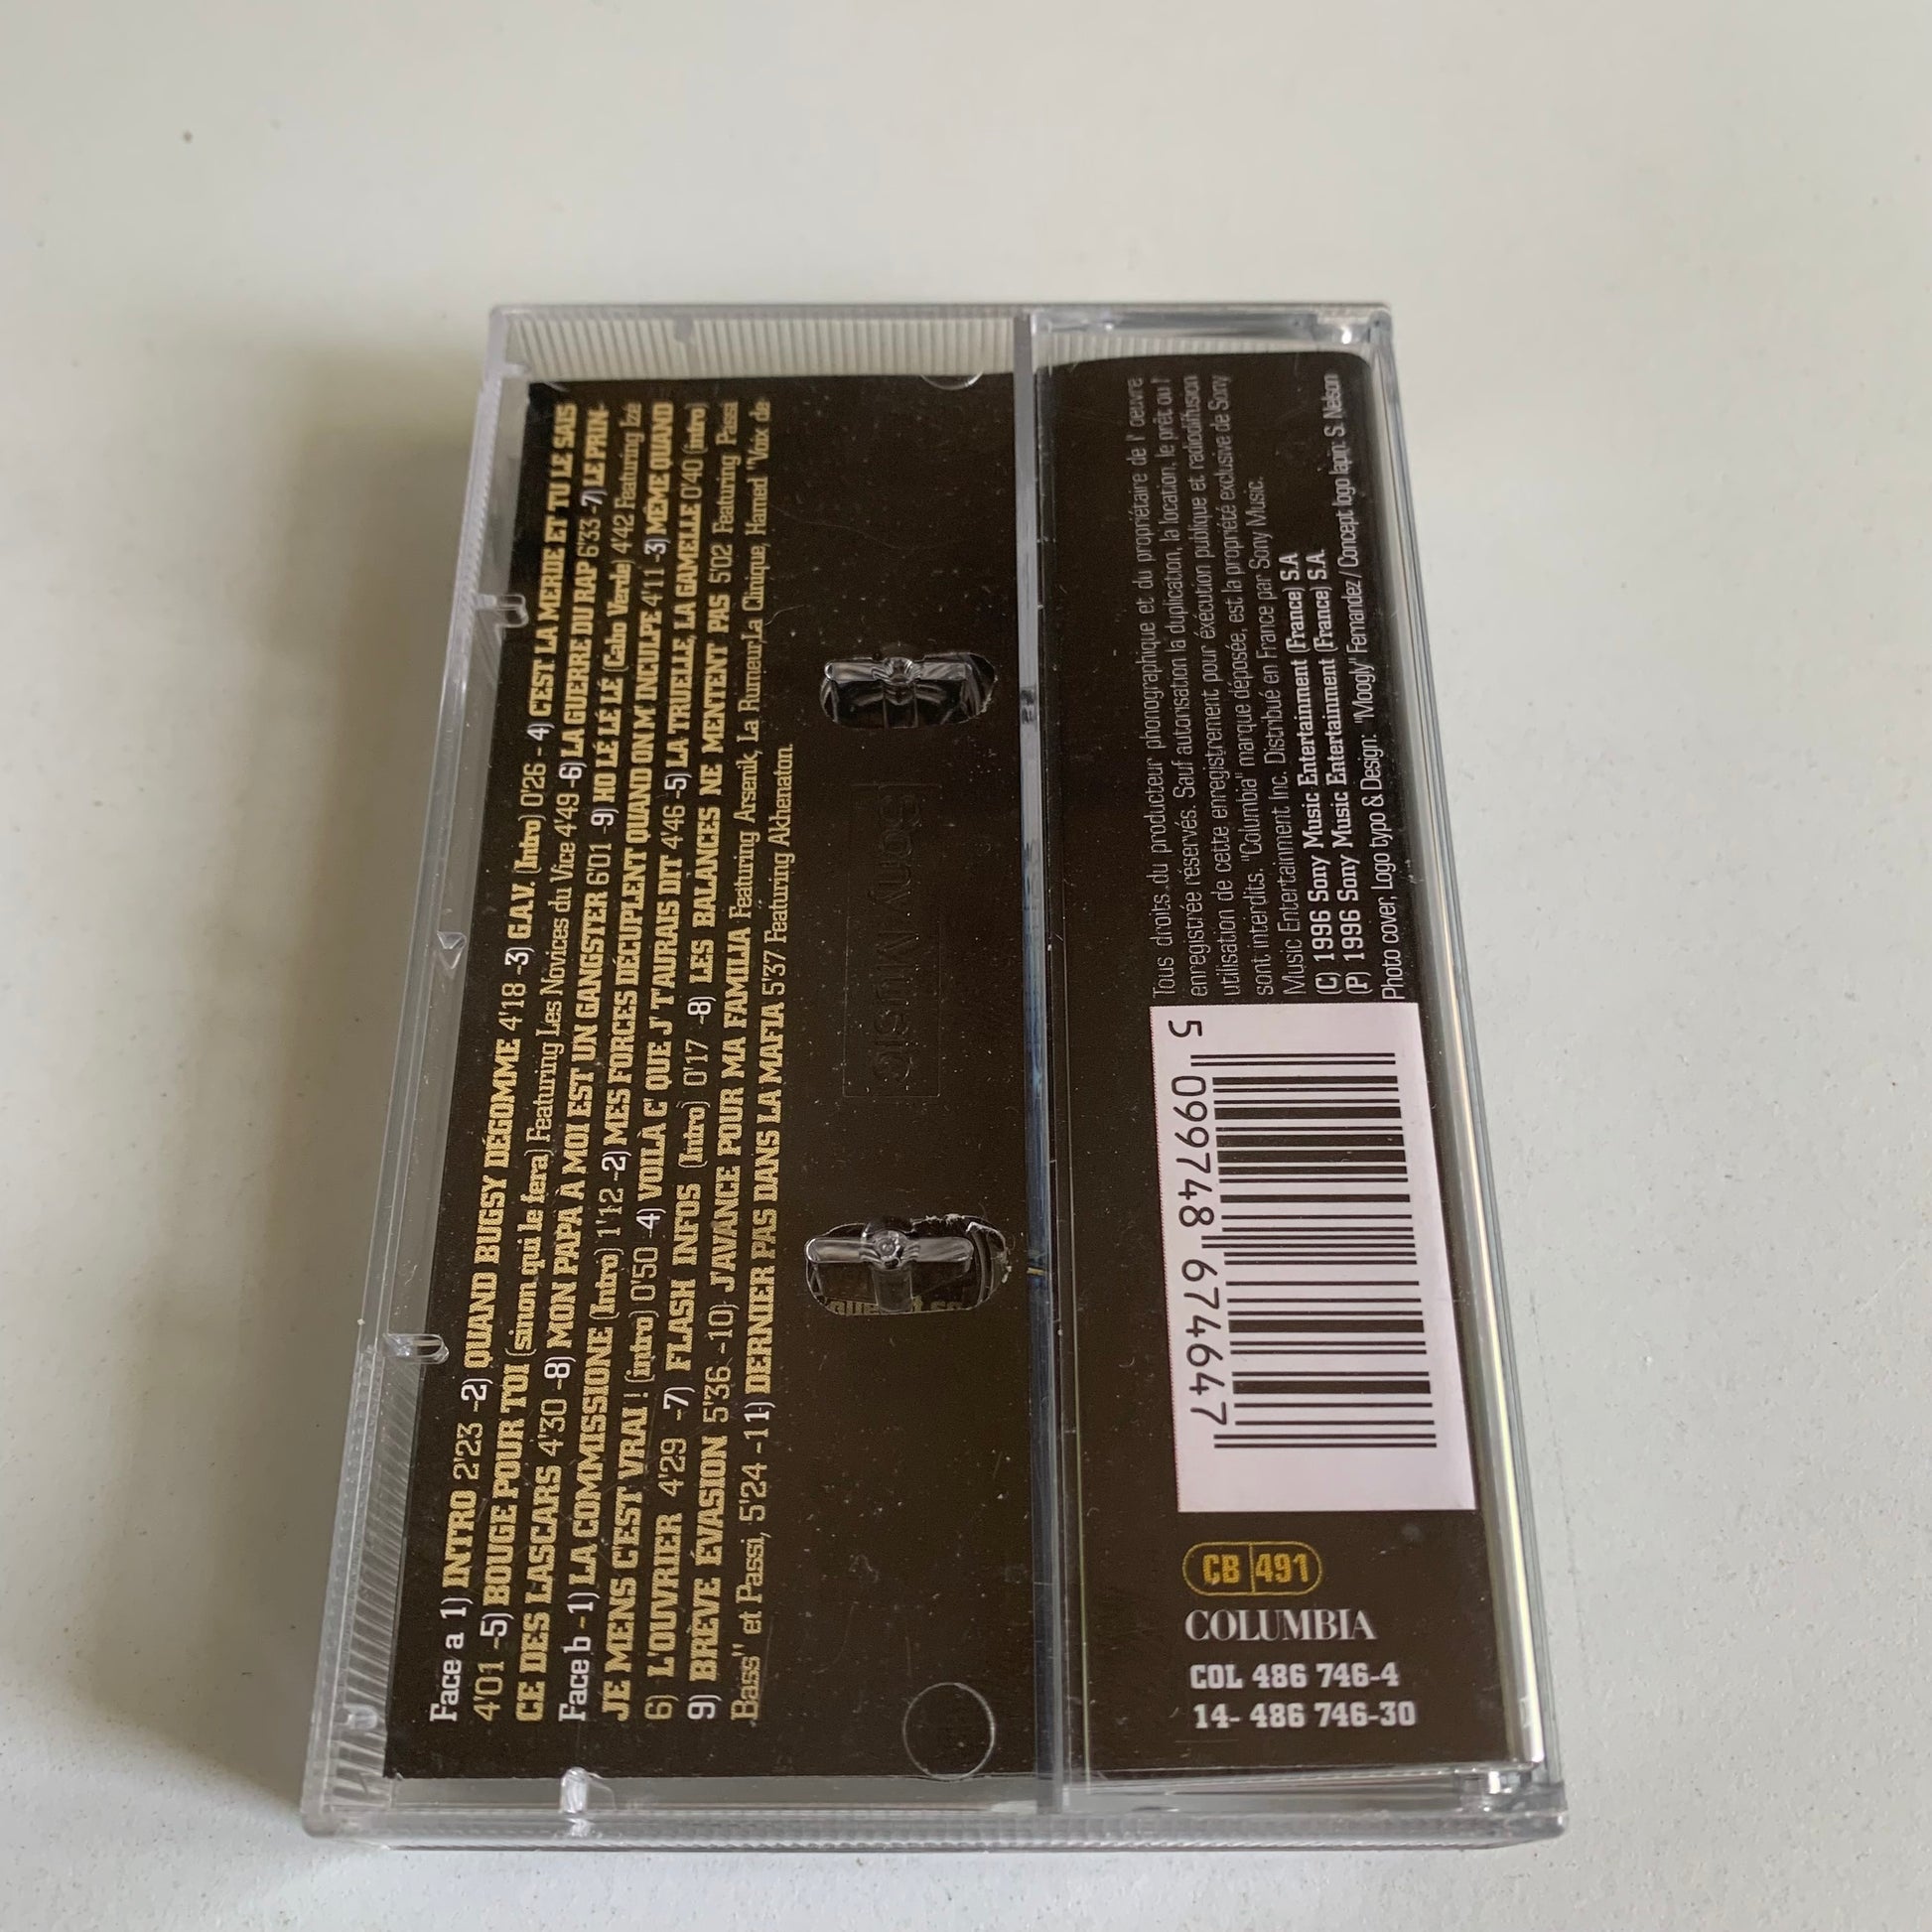 Face a 1) INTRO 2'23 -2) QUAND BUGSY DÉGOMME 4'18 -3) G.A.V. (Intro) 0'26 - 4) C'EST LA MERDE ET TU LE SAIS
4'01 -5) BOUGE POUR TOI (sinon qui le fera) Featuring Les Novices du Vice 4'49 -6) LA GUERRE DU RAP 6'33 -7) LE PRIN-
CE DES LASCARS 4'30 -8) MON PAPA À MOI EST UN GANGSTER 6'01 -9) HO LÉ LÉ LÉ (Cabo Verde) 4'42 Featuring Izé
Face b -1) LA COMMISSIONE (Intro) 1'12 -2) MES FORCES DÉCUPLENT QUAND ON M' INCULPE 4'11 -3) MÊME QUAND
JE MENS C'EST VRAI ! (intro) 0'50 -4) VOILÀ C' QUE J' T'AURAIS DIT 4'46 -5) LA TRUELLE, LA GAMELLE 0'40 (intro)
6) L'OUVRIER 4'29 -7) FLASH INFOS (Intro) 0'17 -8) LES BALANCES NE MENTENT PAS 5'02 Featuring Passi
9) BRÈVE ÉVASION 5'36 -10) J'AVANCE POUR MA FAMILIA Featuring Arsenik, La Rumeur,La Clinique, Hamed "Voix de
Bass" et Passi, 5'24 -11) DERNIER PAS DANS LA MAFIA 5'37 Featuring Akhenaton
Sony Music
Tous droits du producteur phonographique et du propriétaire de l' oeuvre
enregistrée réservés. Sauf autorisation la duplication, la location, le prêt ou l'
utilisation de cette enregistrement pour éxécution publique et radiodifusion
sont interdits. "Columbia" marque déposée, est la propriété exclusive de Sony
Music Entertainment Inc. Distribué en France par Sony Music.
(C) 1996 Sony Music Entertainment (France) S.A
(P) 1996 Sony Music Entertainment (France) S.A.
Photo cover, Logo typo & Design: "Moogly" Fernandez / Concept logo lapin: S. Nelson
5 099748 674647
CB 491
COLUMBIA
COL 486 746-4
14- 486 746-30